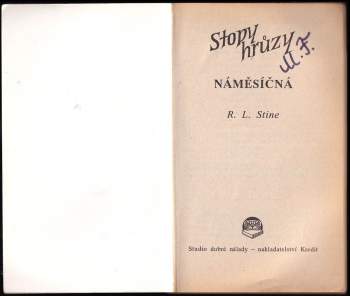 Stopy
hrůzy
M. F.
NÁMĚSÍČNÁ
R. L. Stine
Studio dobré nálady – nakladatelství Kredit